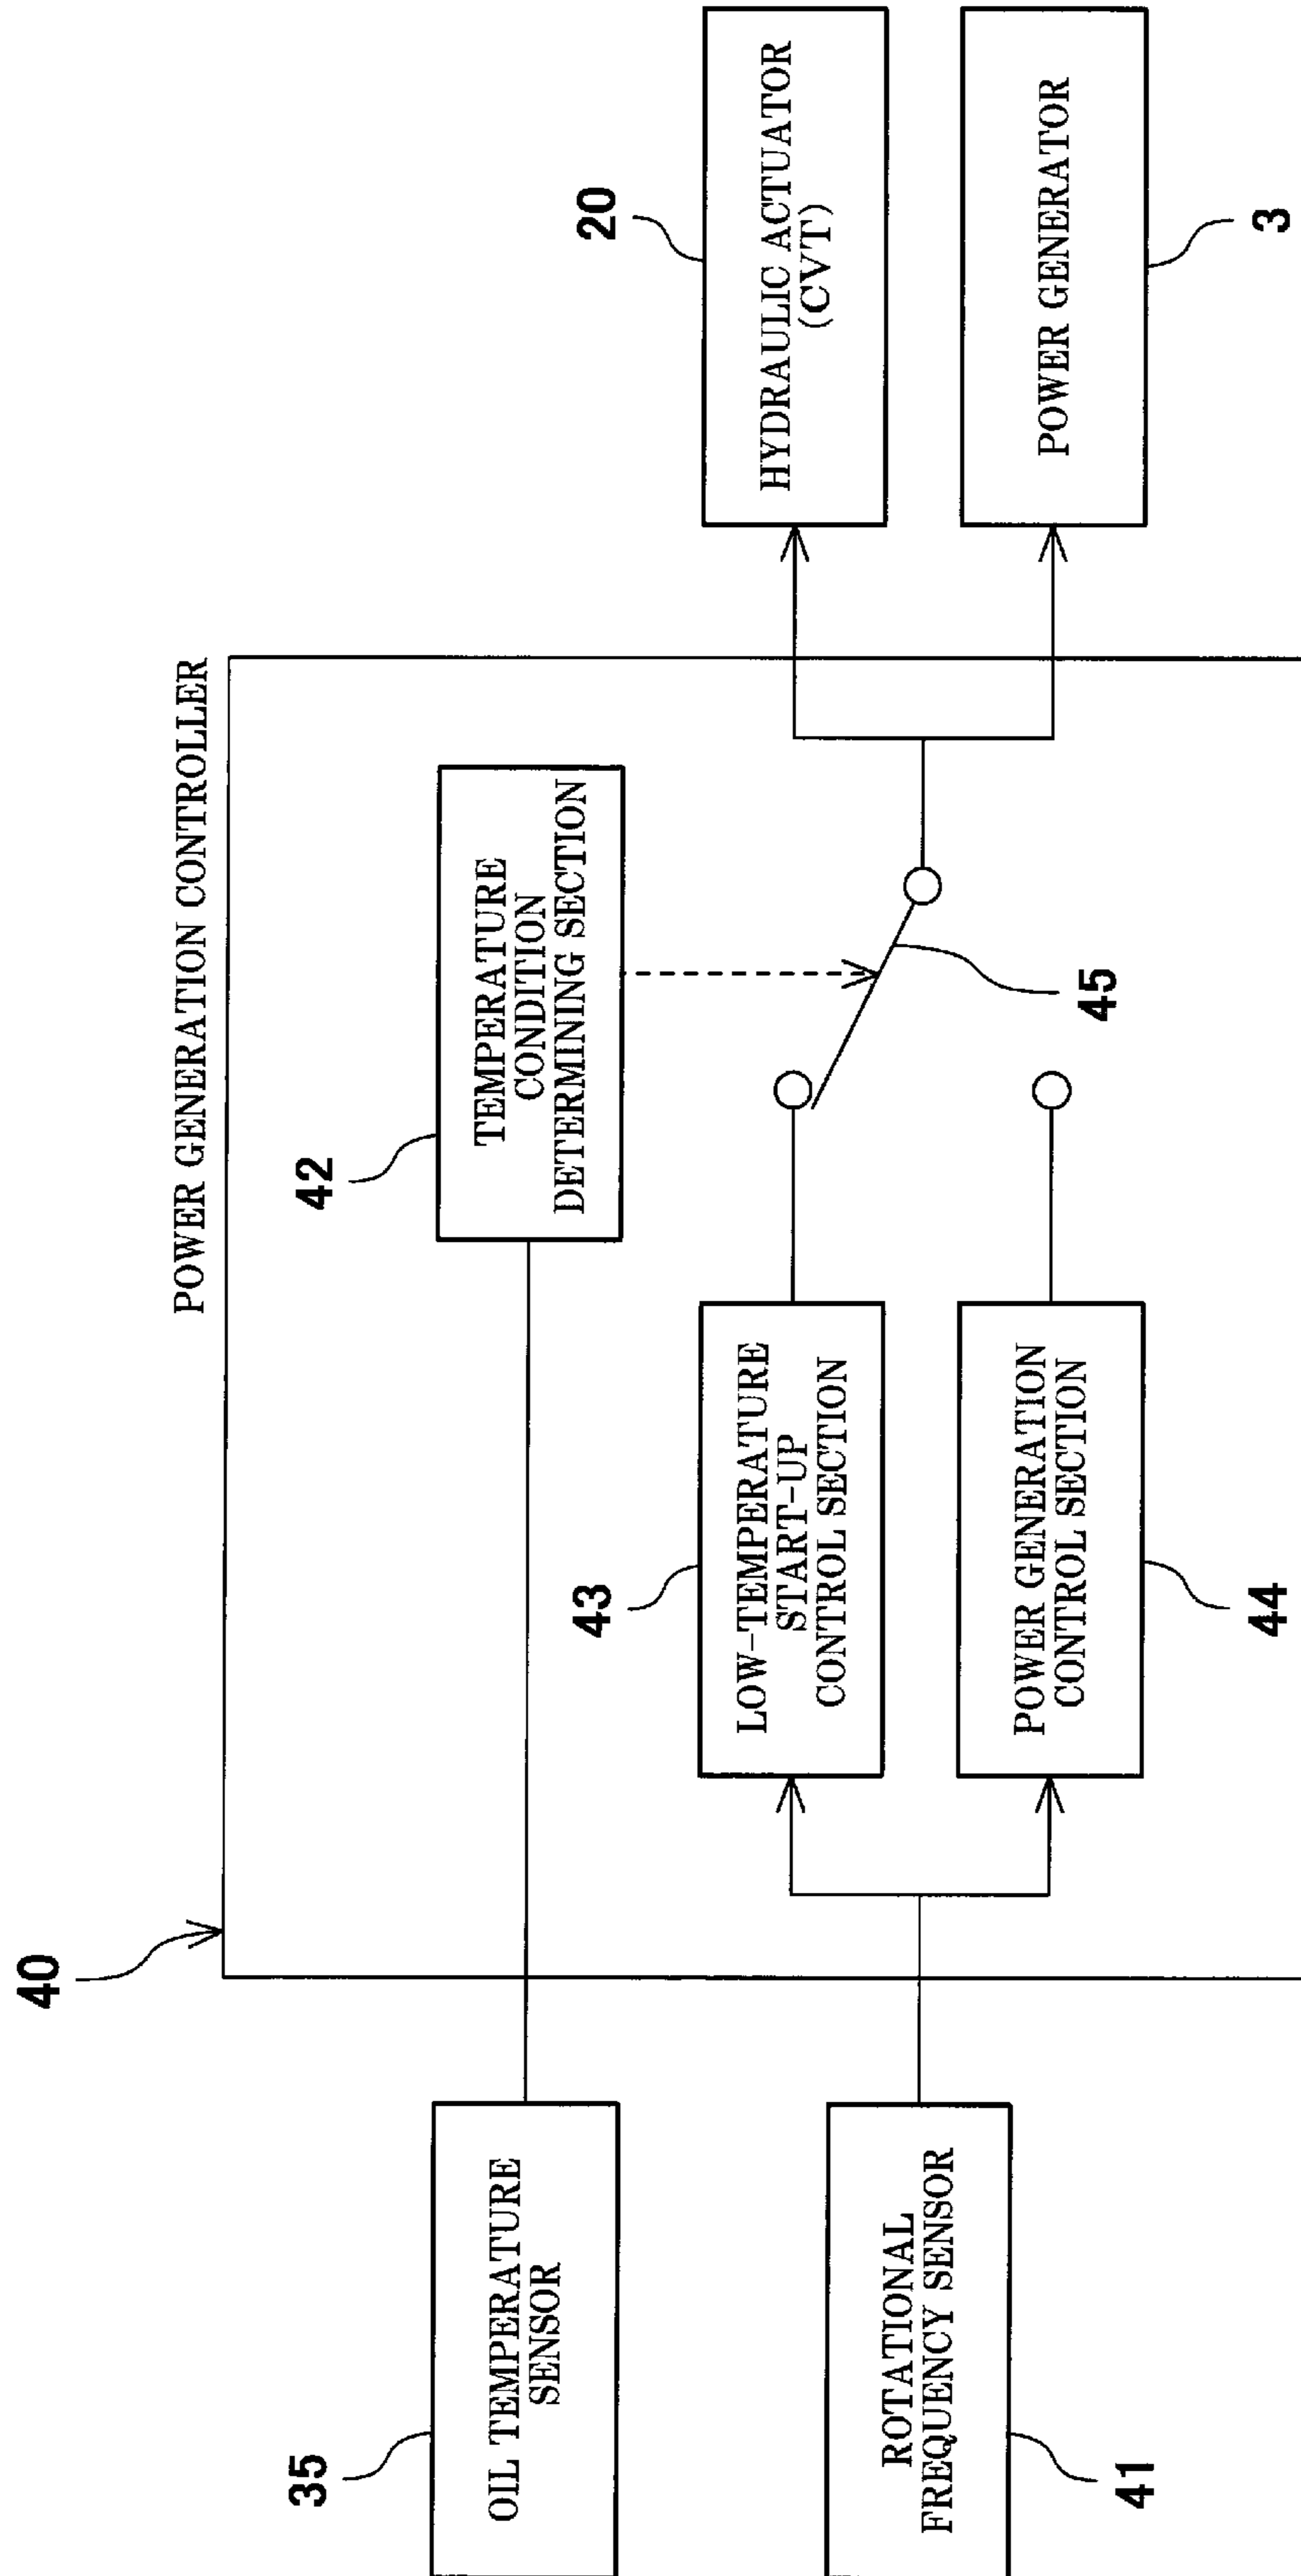 40
POWER GENERATION CONTROLLER
35
OIL TEMPERATURE
SENSOR
42
TEMPERATURE
CONDITION
DETERMINING SECTION
20
HYDRAULIC ACTUATOR
(CVT)
43
LOW-TEMPERATURE
START-UP
CONTROL SECTION
45
ROTATIONAL
FREQUENCY SENSOR
41
POWER GENERATION
CONTROL SECTION
44
POWER GENERATOR
3